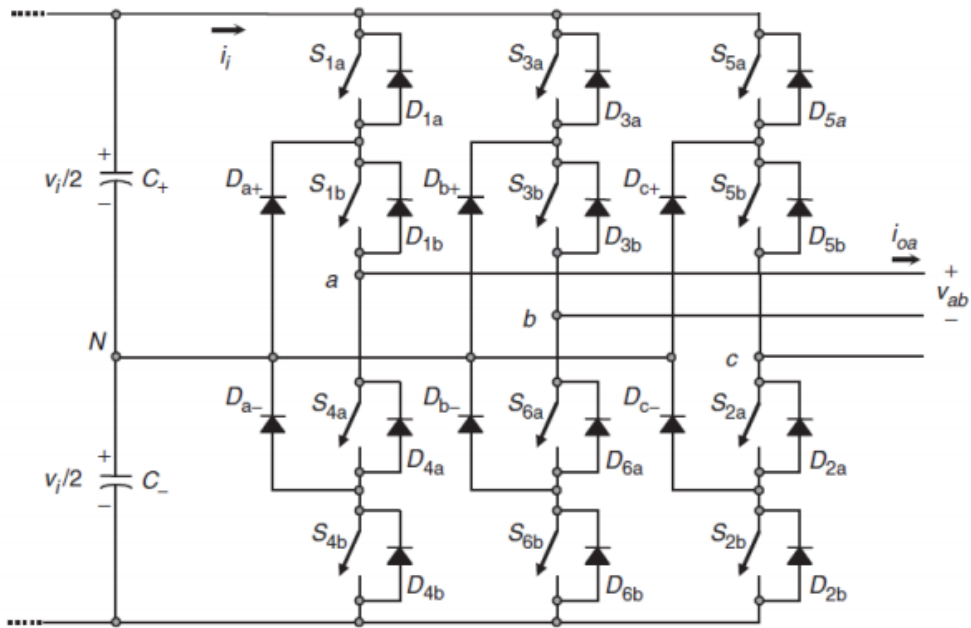 i_i
S_1a S_3a S_5a
D_1a D_3a D_5a
+
v_i/2 C_+
−
D_a+ S_1b D_b+ S_3b D_c+ S_5b
D_1b D_3b D_5b
i_oa
a
+
v_ab
−
b
N
c
D_a− S_4a D_b− S_6a D_c− S_2a
D_4a D_6a D_2a
+
v_i/2 C_−
−
S_4b S_6b S_2b
D_4b D_6b D_2b